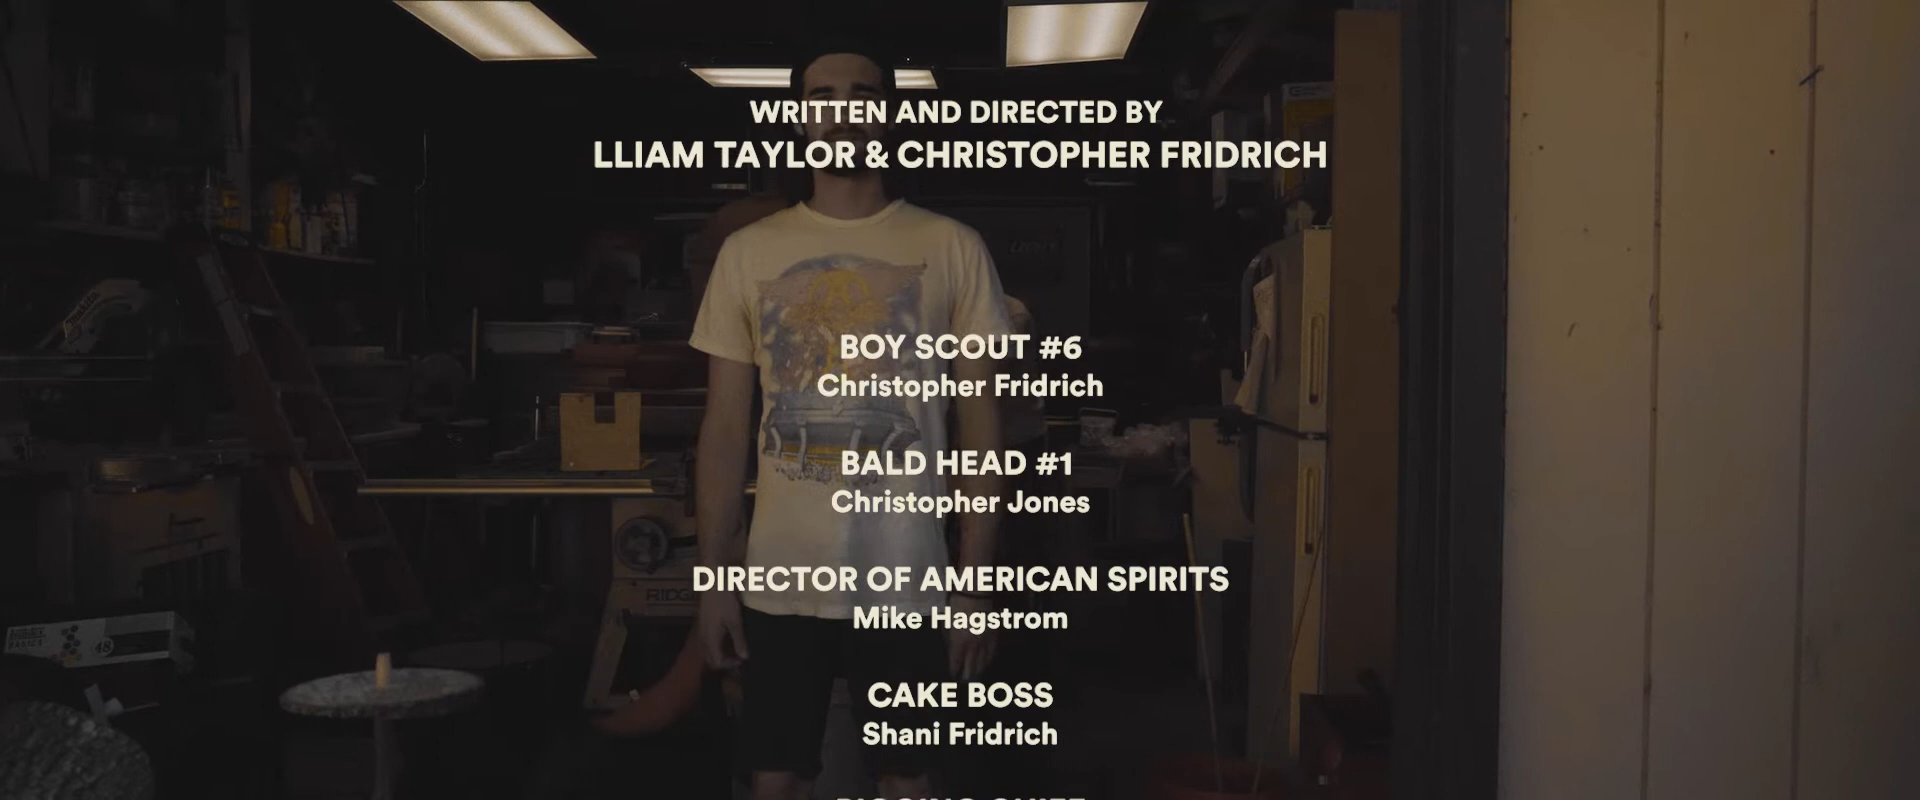 WRITTEN AND DIRECTED BY
LLIAM TAYLOR & CHRISTOPHER FRIDRICH
BOY SCOUT #6
Christopher Fridrich
BALD HEAD #1
Christopher Jones
DIRECTOR OF AMERICAN SPIRITS
Mike Hagstrom
CAKE BOSS
Shani Fridrich
48